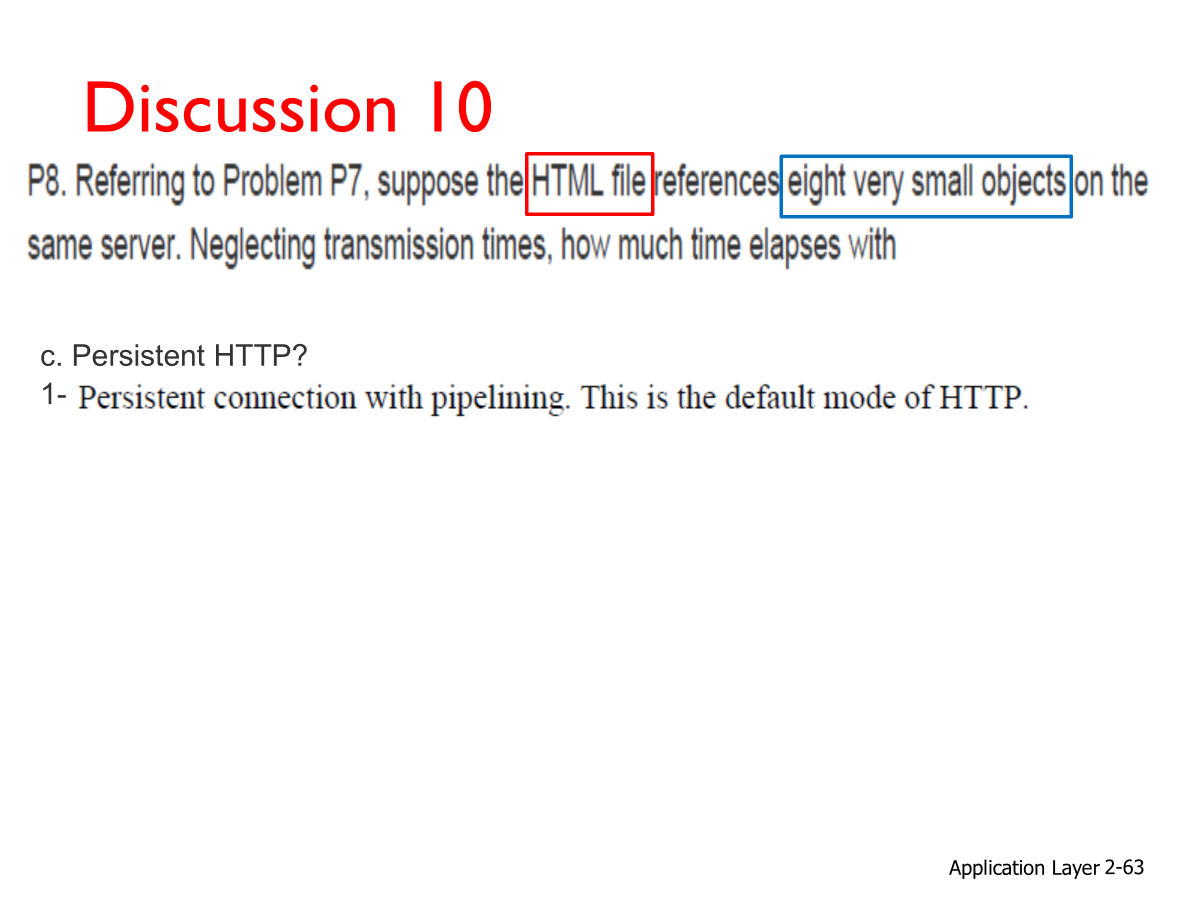 Discussion 10
P8. Referring to Problem P7, suppose the HTML file references eight very small objects on the
same server. Neglecting transmission times, how much time elapses with
c. Persistent HTTP?
1- Persistent connection with pipelining. This is the default mode of HTTP.
Application Layer 2-63